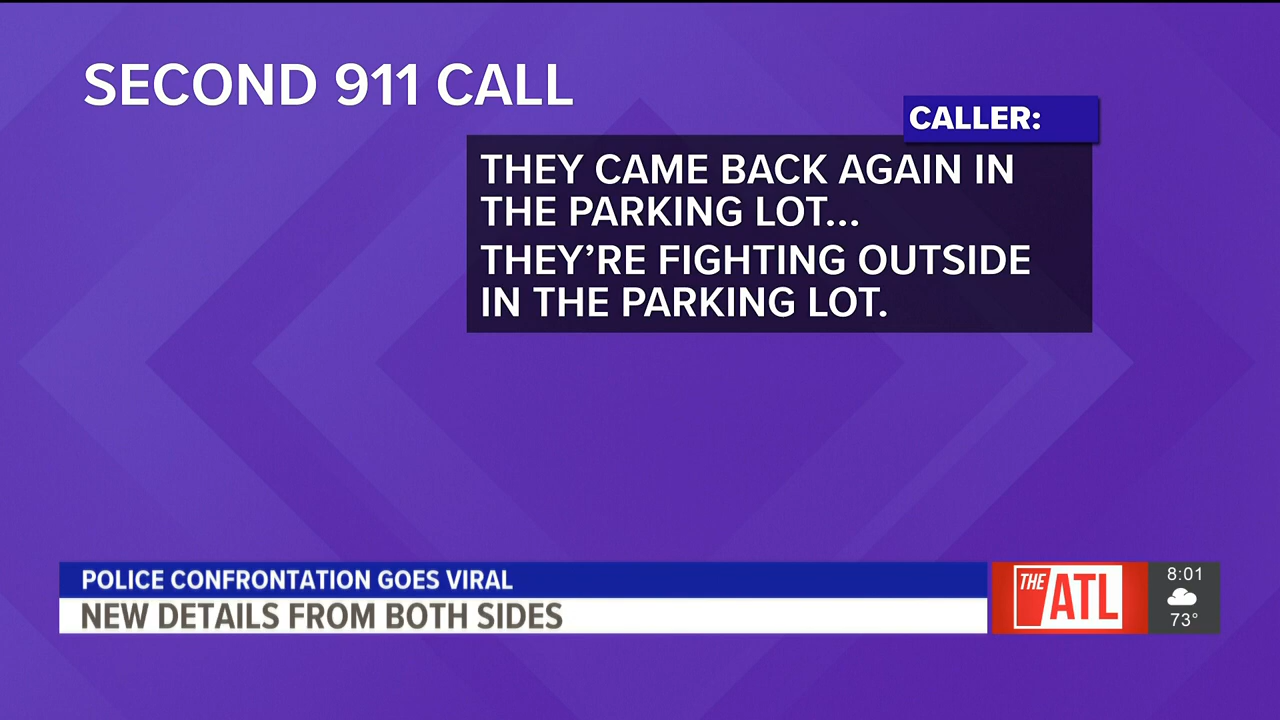 SECOND 911 CALL
CALLER:
THEY CAME BACK AGAIN IN
THE PARKING LOT...
THEY'RE FIGHTING OUTSIDE
IN THE PARKING LOT.
POLICE CONFRONTATION GOES VIRAL
NEW DETAILS FROM BOTH SIDES
THE ATL
8:01
73°